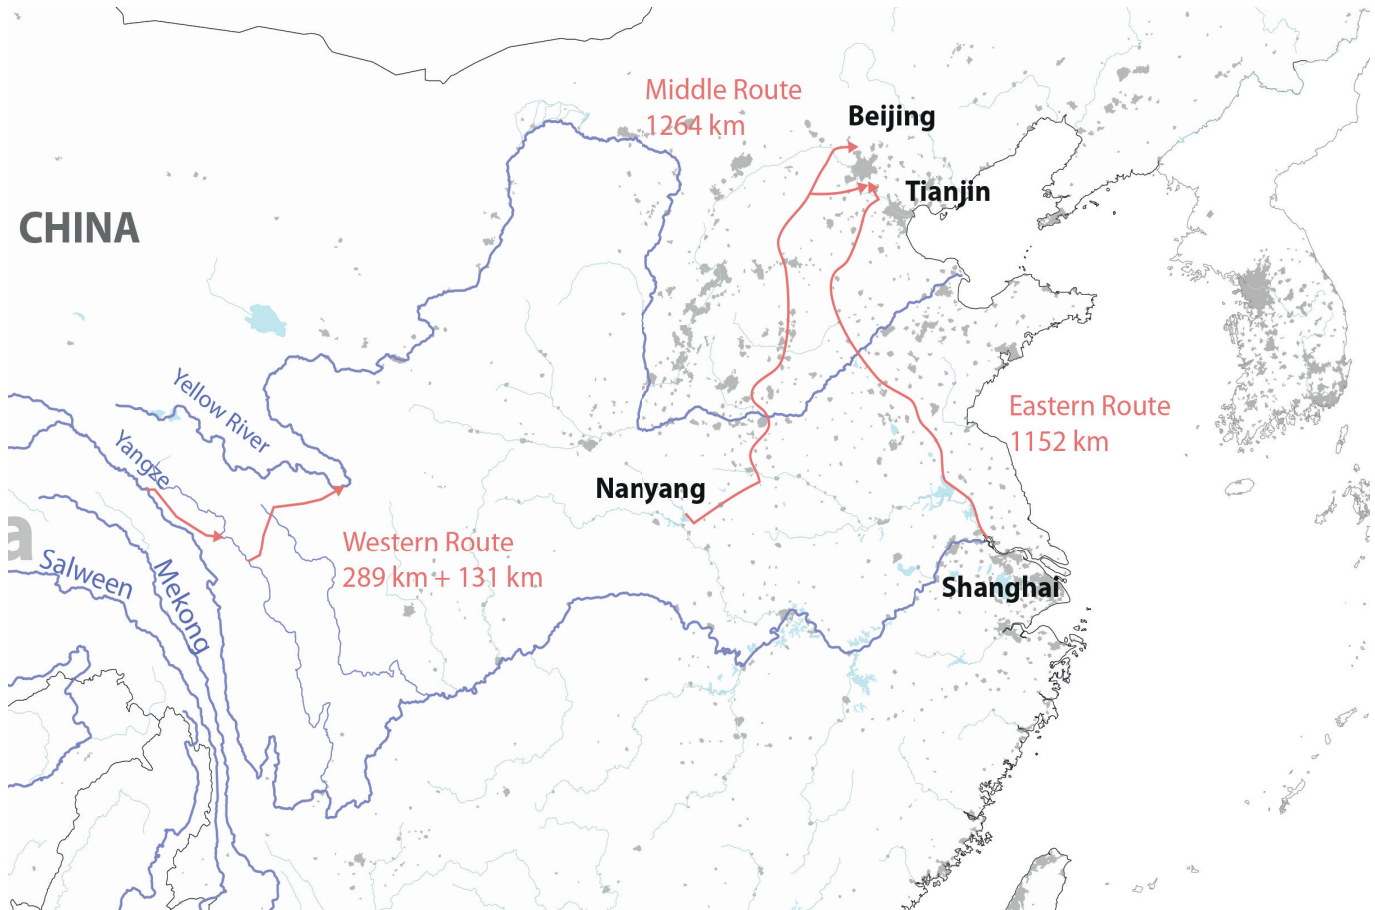 Middle Route
1264 km
Beijing
Tianjin
CHINA
Yellow River
Eastern Route
1152 km
Yangze
Nanyang
a
Western Route
289 km + 131 km
Salween
Mekong
Shanghai